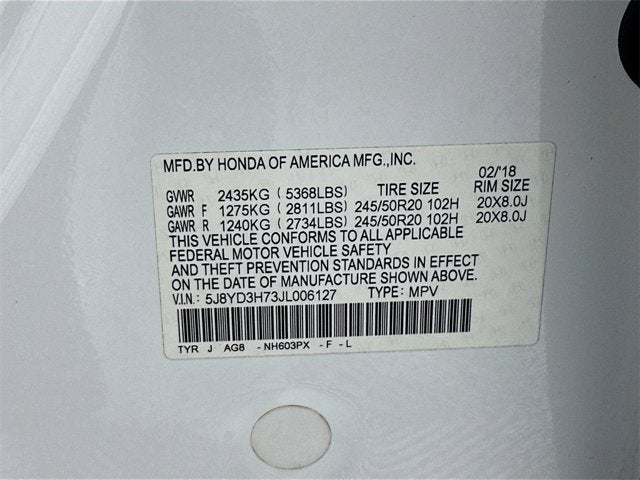 MFD.BY HONDA OF AMERICA MFG.,INC.
02/'18
GVWR 2435KG ( 5368LBS) TIRE SIZE RIM SIZE
GAWR F 1275KG ( 2811LBS) 245/50R20 102H 20X8.0J
GAWR R 1240KG ( 2734LBS) 245/50R20 102H 20X8.0J
THIS VEHICLE CONFORMS TO ALL APPLICABLE
FEDERAL MOTOR VEHICLE SAFETY
AND THEFT PREVENTION STANDARDS IN EFFECT
ON THE DATE OF MANUFACTURE SHOWN ABOVE.
V.I.N.: 5J8YD3H73JL006127 TYPE: MPV
TYR J AG8 - NH603PX - F - L